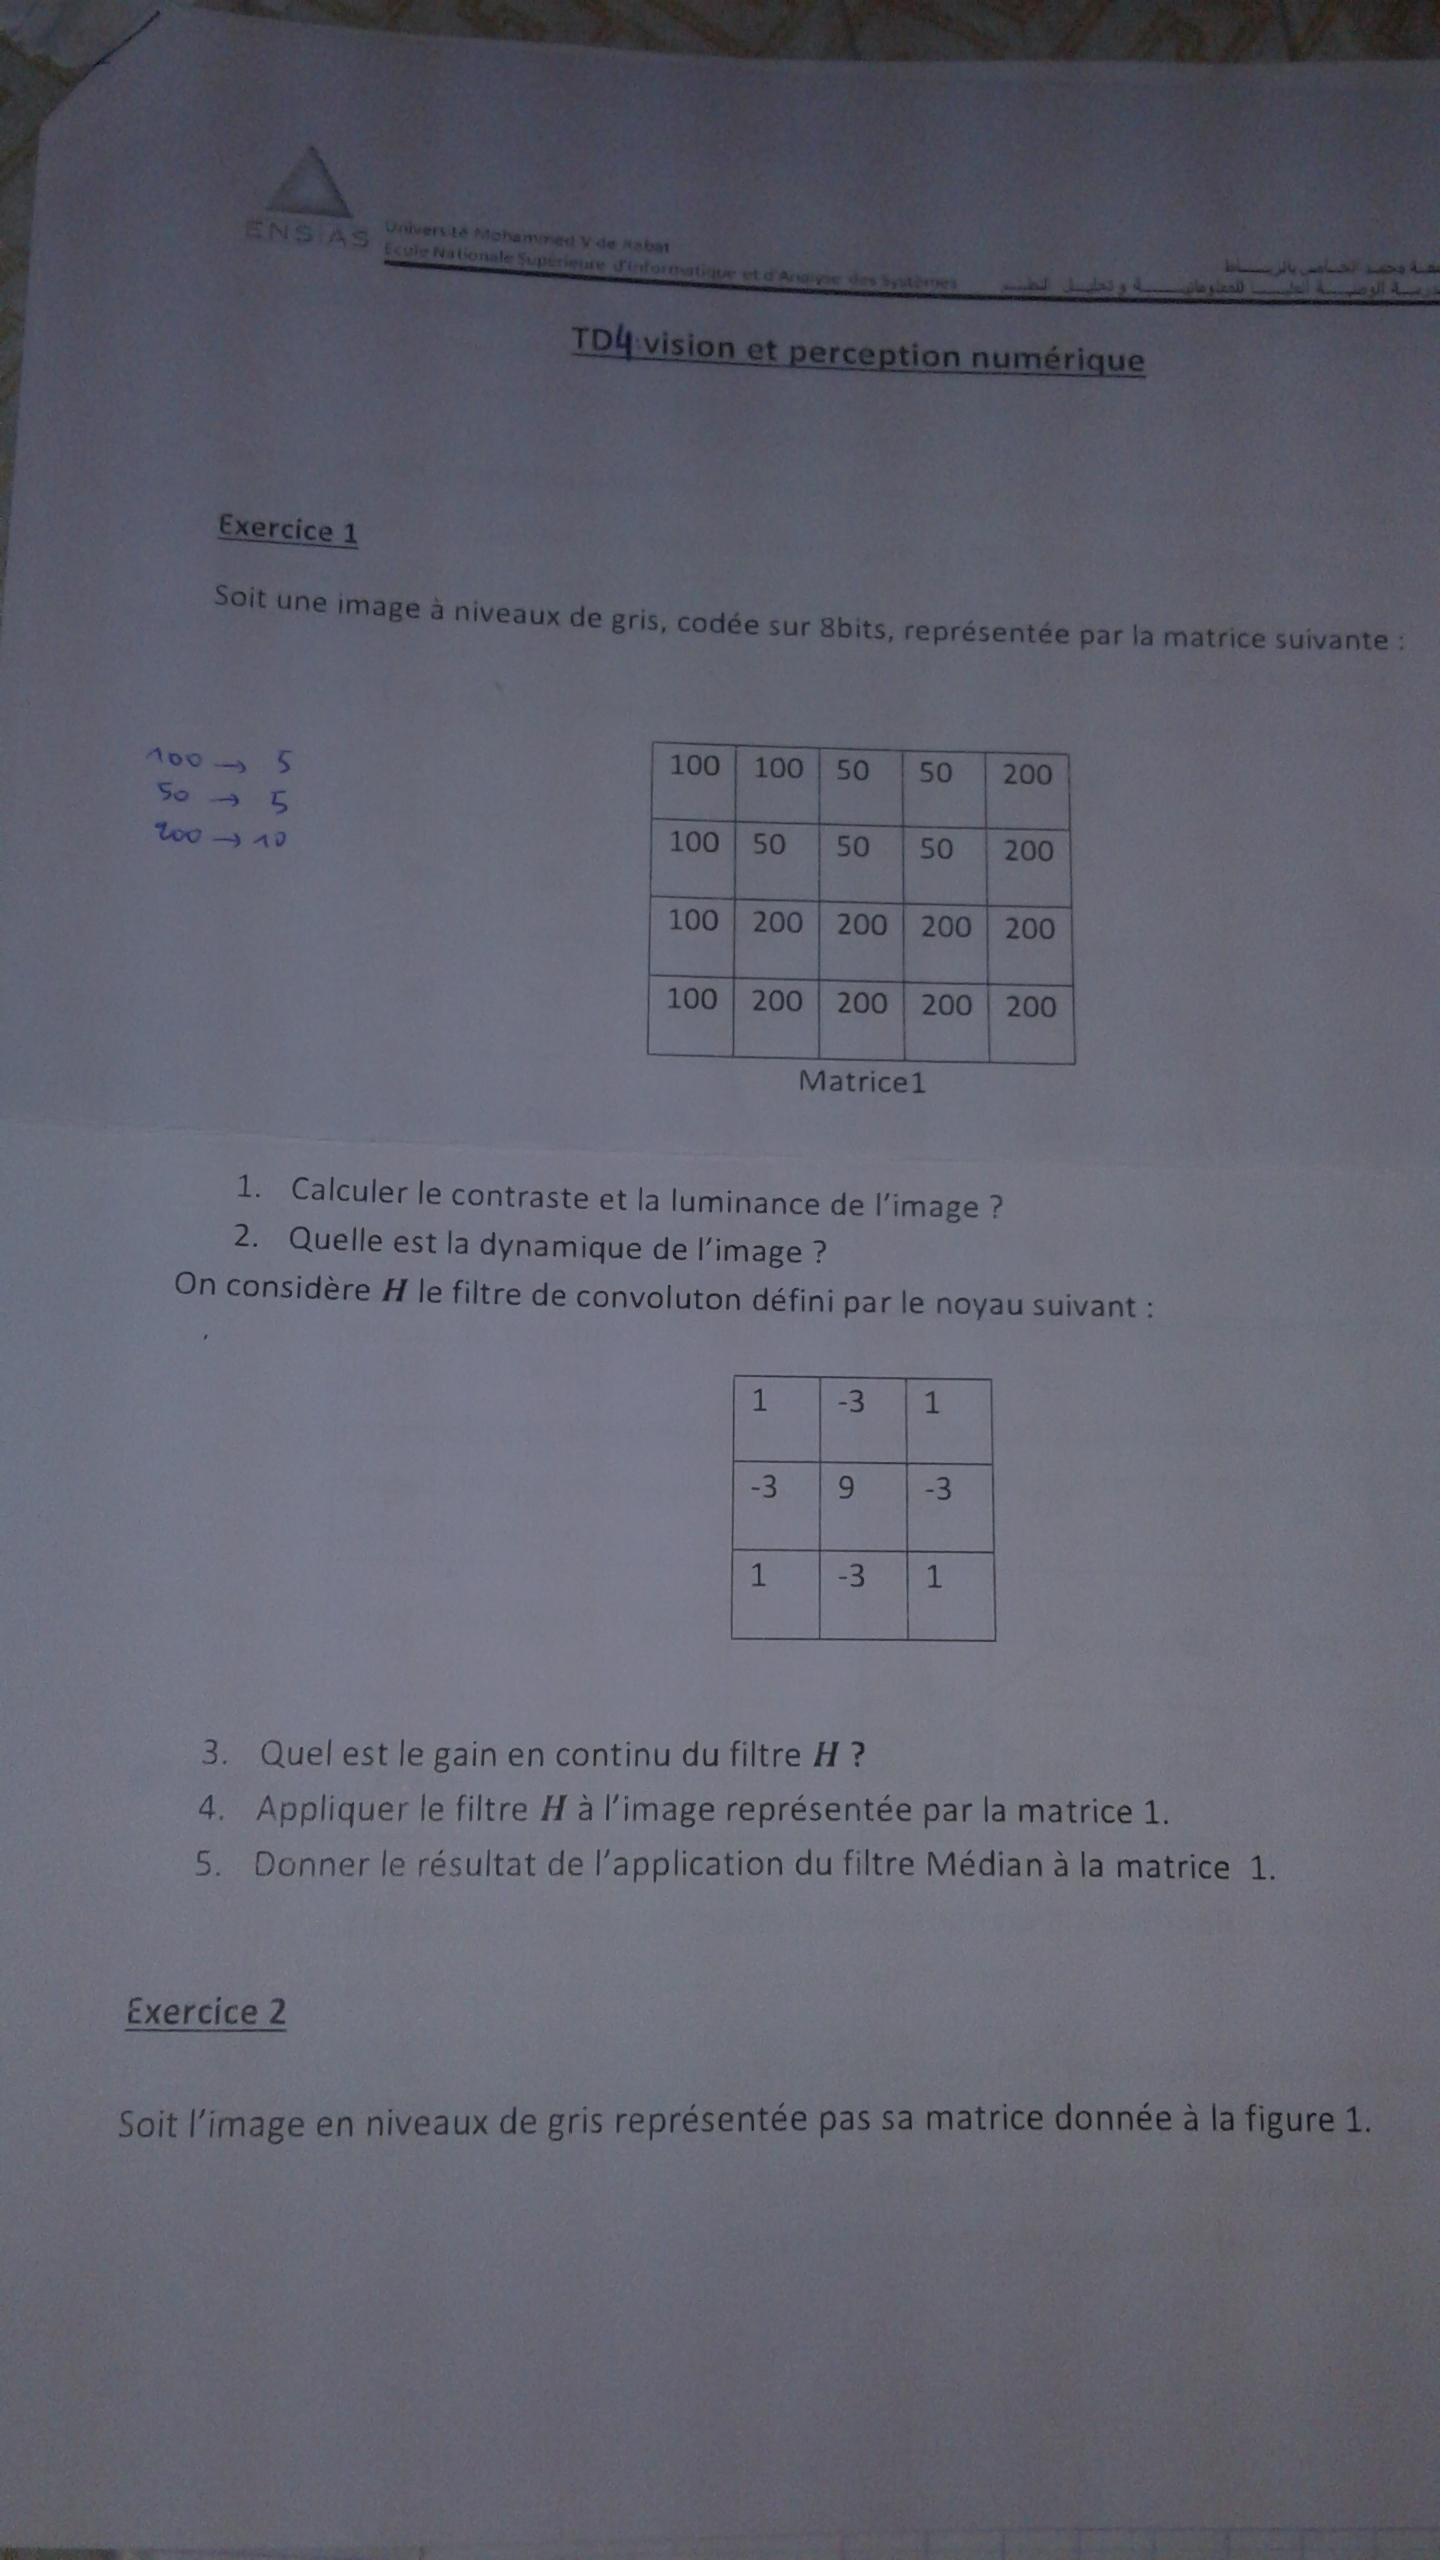 ENSIAS
Université Mohammed V de Rabat
Ecole Nationale Supérieure d'Informatique et d'Analyse des Systèmes
TD4: vision et perception numérique
Exercice 1
Soit une image à niveaux de gris, codée sur 8bits, représentée par la matrice suivante :
100 → 5
50 → 5
200 → 10
100 100 50 50 200
100 50 50 50 200
100 200 200 200 200
100 200 200 200 200
Matrice1
1. Calculer le contraste et la luminance de l'image ?
2. Quelle est la dynamique de l'image ?
On considère H le filtre de convoluton défini par le noyau suivant :
1 -3 1
-3 9 -3
1 -3 1
3. Quel est le gain en continu du filtre H ?
4. Appliquer le filtre H à l'image représentée par la matrice 1.
5. Donner le résultat de l'application du filtre Médian à la matrice 1.
Exercice 2
Soit l'image en niveaux de gris représentée pas sa matrice donnée à la figure 1.